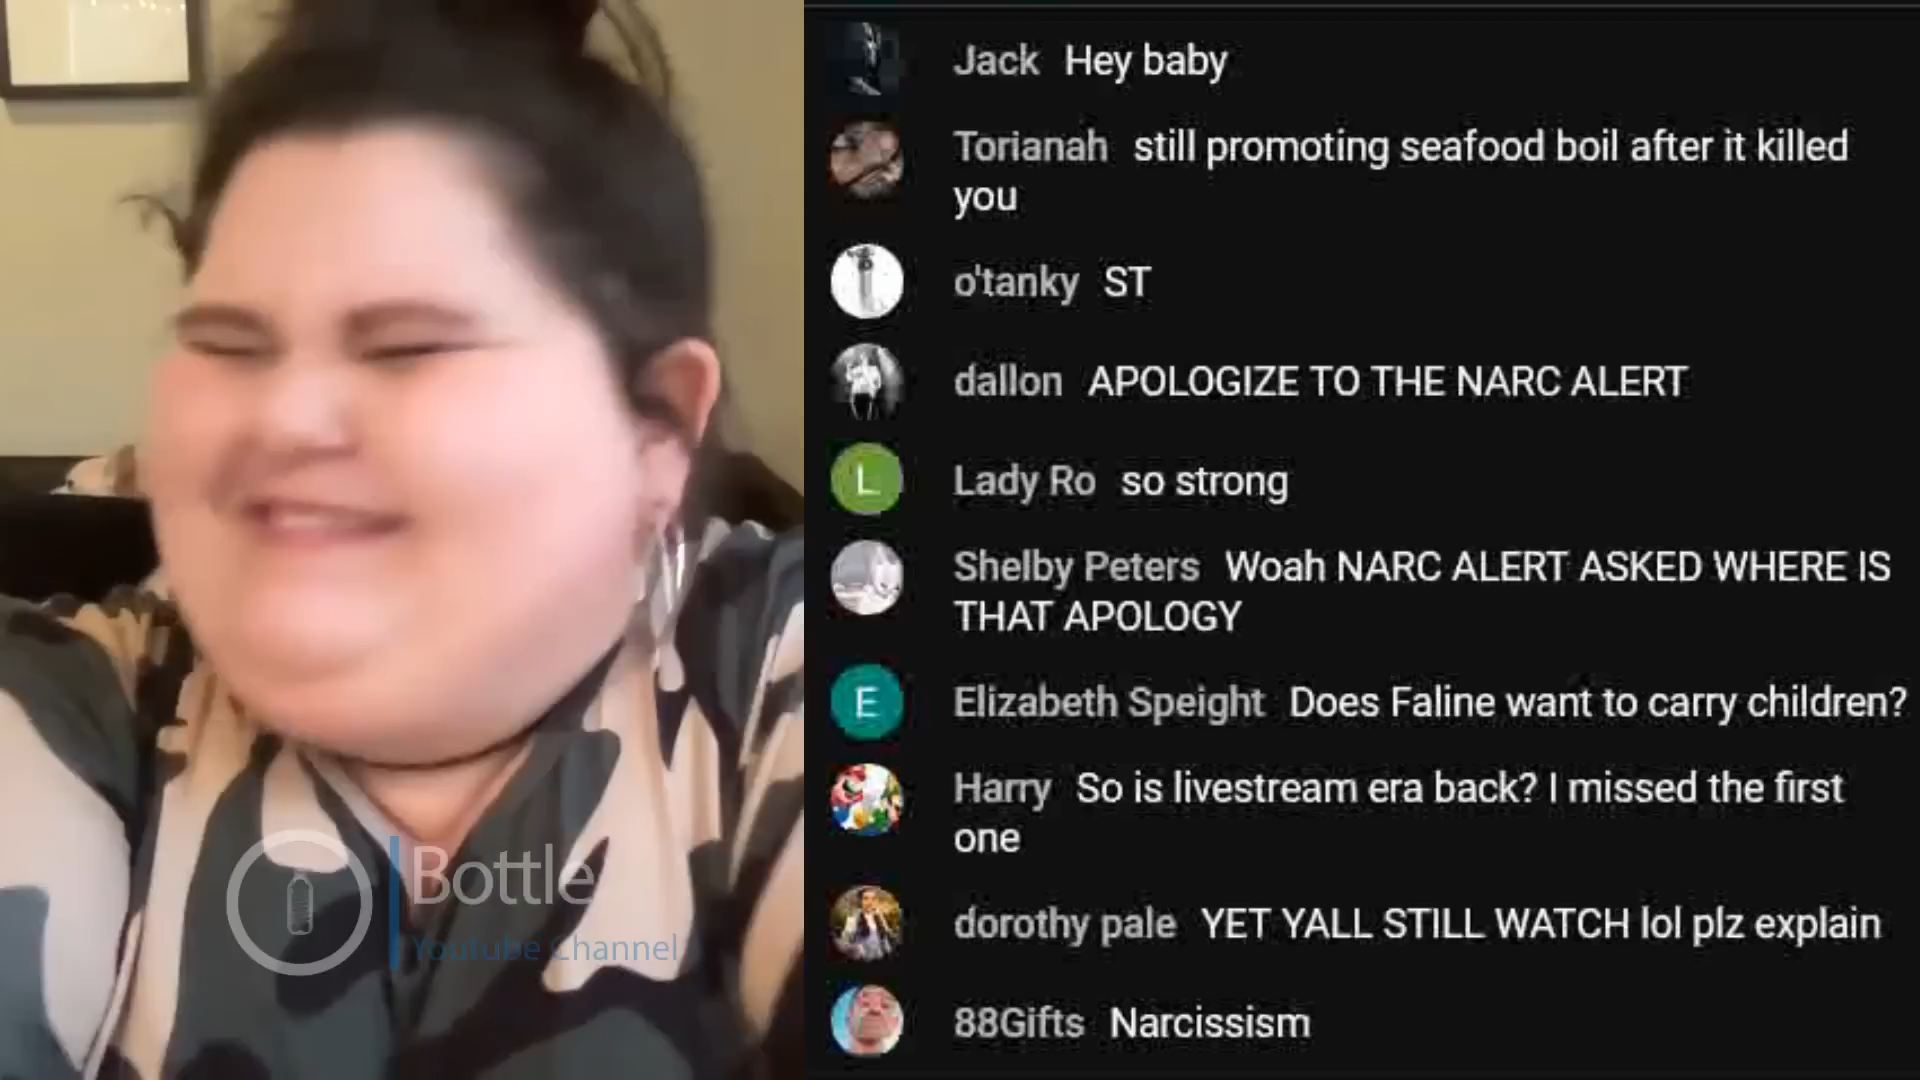 Jack Hey baby
Torianah still promoting seafood boil after it killed
you
o'tanky ST
dallon APOLOGIZE TO THE NARC ALERT
L
Lady Ro so strong
Shelby Peters Woah NARC ALERT ASKED WHERE IS
THAT APOLOGY
E
Elizabeth Speight Does Faline want to carry children?
Harry So is livestream era back? I missed the first
one
dorothy pale YET YALL STILL WATCH lol plz explain
88Gifts Narcissism
Bottle
Youtube Channel